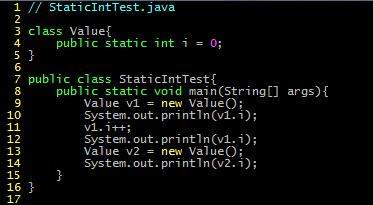 1 // StaticIntTest.java
2
3 class Value{
4     public static int i = 0;
5 }
6
7 public class StaticIntTest{
8     public static void main(String[] args){
9         Value v1 = new Value();
10         System.out.println(v1.i);
11         v1.i++;
12         System.out.println(v1.i);
13         Value v2 = new Value();
14         System.out.println(v2.i);
15     }
16 }
17